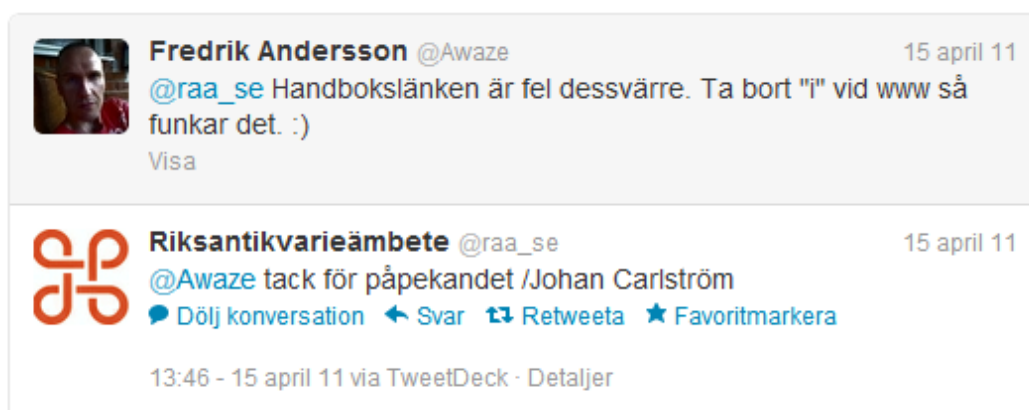 Fredrik Andersson @Awaze 15 april 11
@raa_se Handbokslänken är fel dessvärre. Ta bort "i" vid www så
funkar det. :)
Visa
Riksantikvarieämbete @raa_se 15 april 11
@Awaze tack för påpekandet /Johan Carlström
Dölj konversation Svar Retweeta Favoritmarkera
13:46 - 15 april 11 via TweetDeck · Detaljer